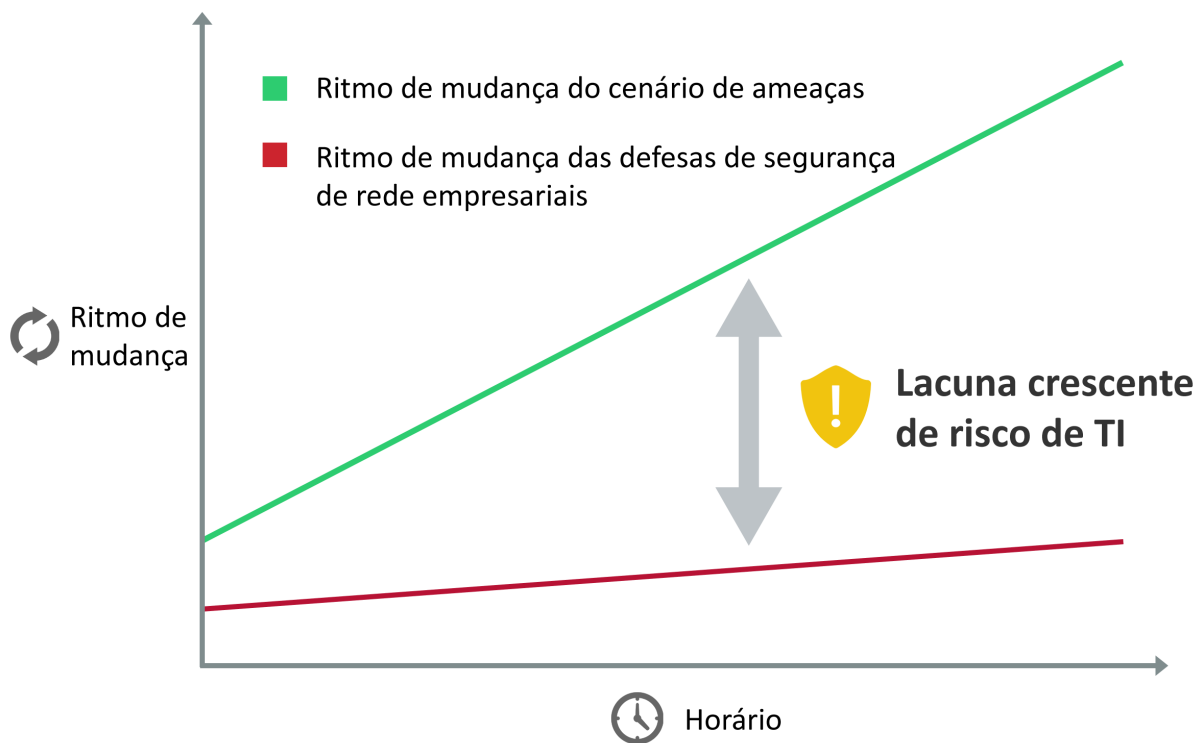 Ritmo de mudança do cenário de ameaças
Ritmo de mudança das defesas de segurança
de rede empresariais
Ritmo de
mudança
Lacuna crescente
de risco de TI
Horário